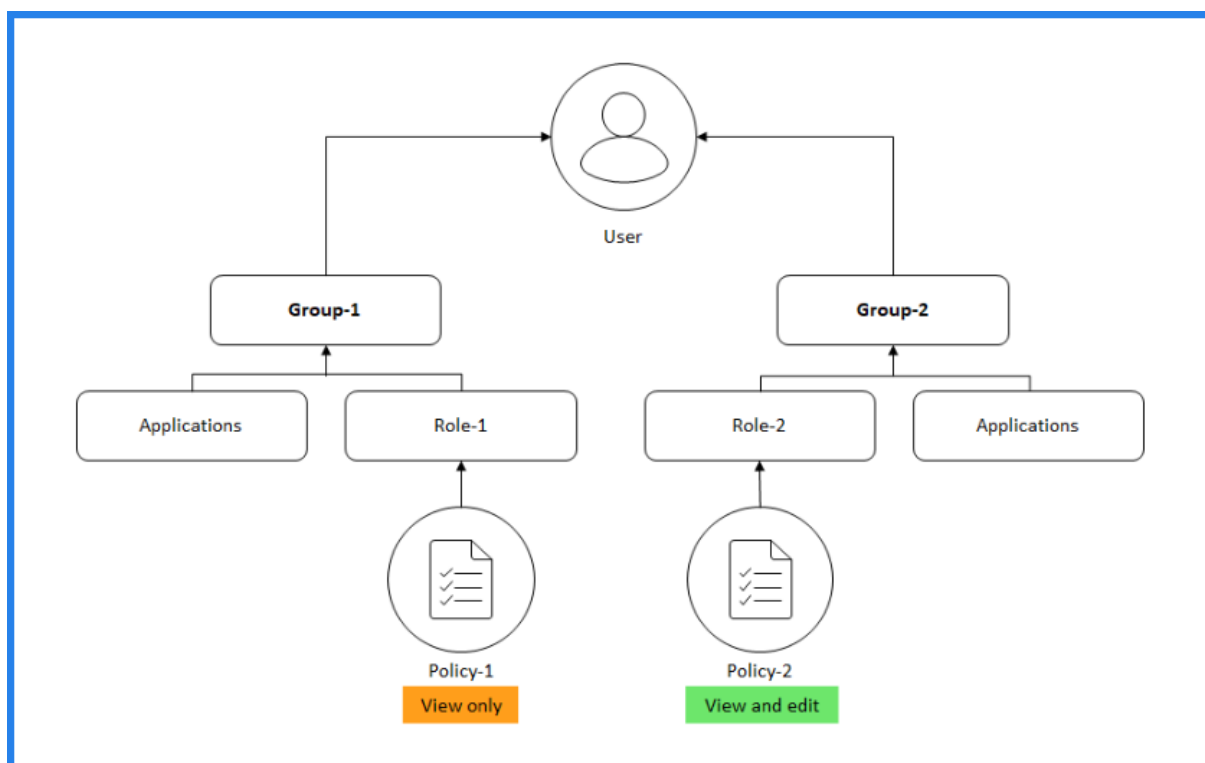 User
Group-1
Group-2
Applications
Role-1
Role-2
Applications
Policy-1
Policy-2
View only
View and edit